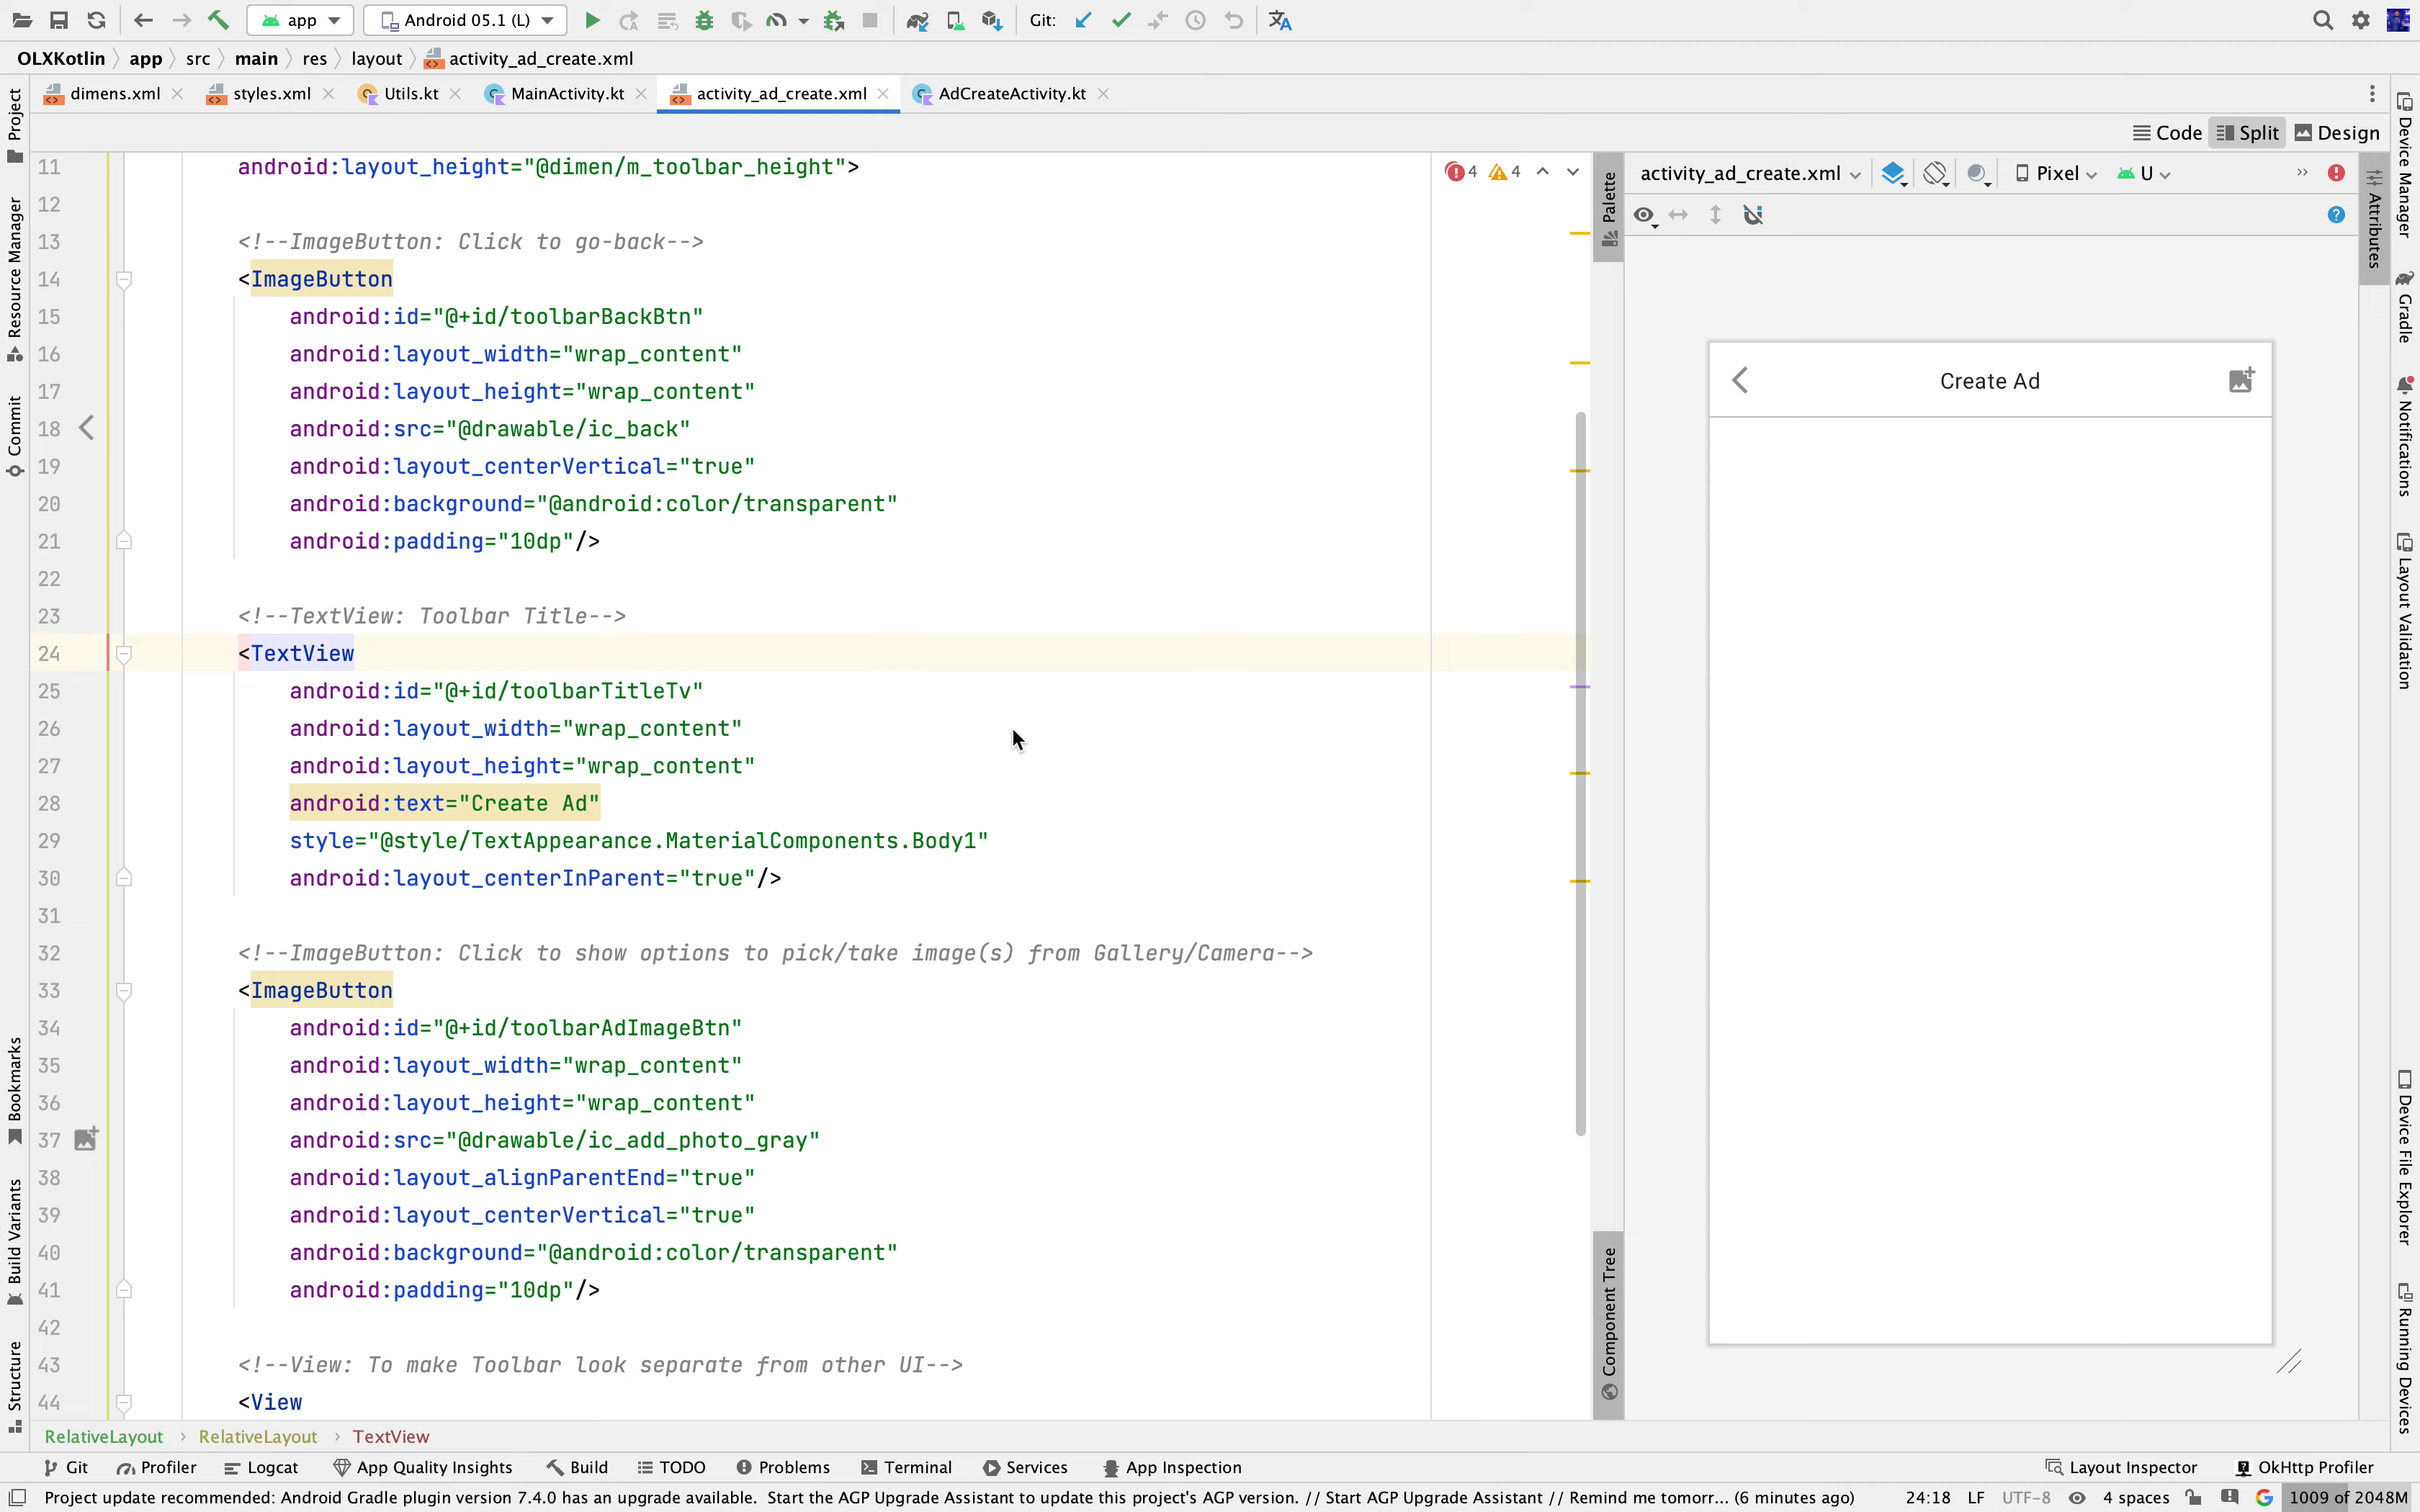 app
Android 05.1 (L)
Git:
OLXKotlin app src main res layout activity_ad_create.xml
dimens.xml styles.xml Utils.kt MainActivity.kt activity_ad_create.xml AdCreateActivity.kt
Code Split Design
11 android:layout_height="@dimen/m_toolbar_height">
12
13 <!--ImageButton: Click to go-back-->
14 <ImageButton
15 android:id="@+id/toolbarBackBtn"
16 android:layout_width="wrap_content"
17 android:layout_height="wrap_content"
18 android:src="@drawable/ic_back"
19 android:layout_centerVertical="true"
20 android:background="@android:color/transparent"
21 android:padding="10dp"/>
22
23 <!--TextView: Toolbar Title-->
24 <TextView
25 android:id="@+id/toolbarTitleTv"
26 android:layout_width="wrap_content"
27 android:layout_height="wrap_content"
28 android:text="Create Ad"
29 style="@style/TextAppearance.MaterialComponents.Body1"
30 android:layout_centerInParent="true"/>
31
32 <!--ImageButton: Click to show options to pick/take image(s) from Gallery/Camera-->
33 <ImageButton
34 android:id="@+id/toolbarAdImageBtn"
35 android:layout_width="wrap_content"
36 android:layout_height="wrap_content"
37 android:src="@drawable/ic_add_photo_gray"
38 android:layout_alignParentEnd="true"
39 android:layout_centerVertical="true"
40 android:background="@android:color/transparent"
41 android:padding="10dp"/>
42
43 <!--View: To make Toolbar look separate from other UI-->
44 <View
4 4
activity_ad_create.xml Pixel U
Create Ad
Palette
Component Tree
Attributes
Project
Resource Manager
Commit
Bookmarks
Build Variants
Structure
Device Manager
Gradle
Notifications
Layout Validation
Device File Explorer
Running Devices
RelativeLayout RelativeLayout TextView
Git Profiler Logcat App Quality Insights Build TODO Problems Terminal Services App Inspection Layout Inspector OkHttp Profiler
Project update recommended: Android Gradle plugin version 7.4.0 has an upgrade available. Start the AGP Upgrade Assistant to update this project's AGP version. // Start AGP Upgrade Assistant // Remind me tomorr... (6 minutes ago) 24:18 LF UTF-8 4 spaces 1009 of 2048M